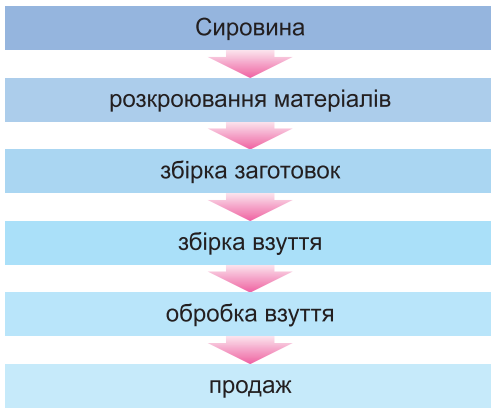 Сировина
розкроювання матеріалів
збірка заготовок
збірка взуття
обробка взуття
продаж